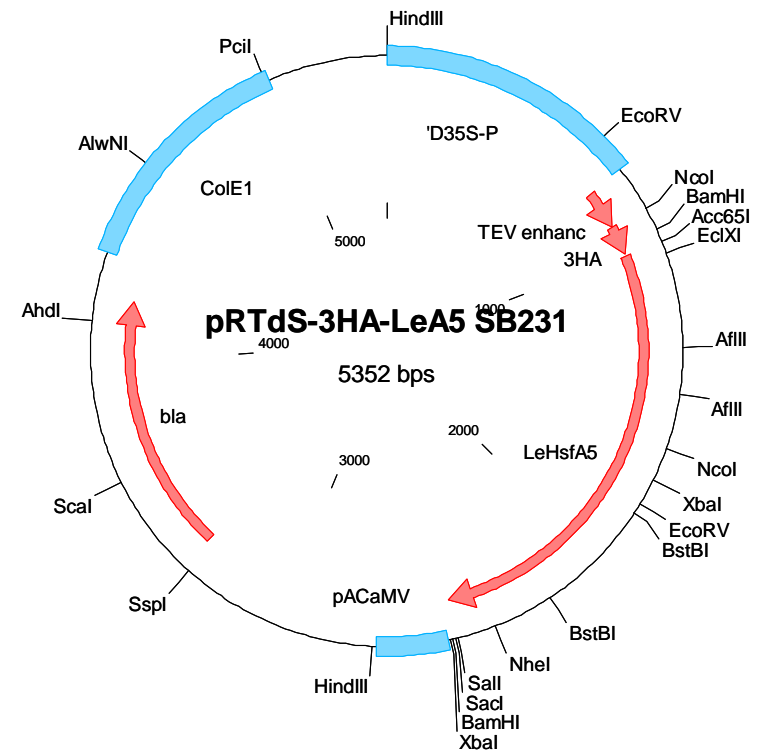 HindIII
PciI
EcoRV
'D35S-P
AlwNI
NcoI
BamHI
ColE1
Acc65I
TEV enhanc
EclXI
5000
3HA
1000
AhdI
pRTdS-3HA-LeA5 SB231
4000
AflII
5352 bps
bla
AflII
2000
LeHsfA5
3000
NcoI
ScaI
XbaI
EcoRV
BstBI
pACaMV
SspI
BstBI
NheI
HindIII
SalI
SacI
BamHI
XbaI